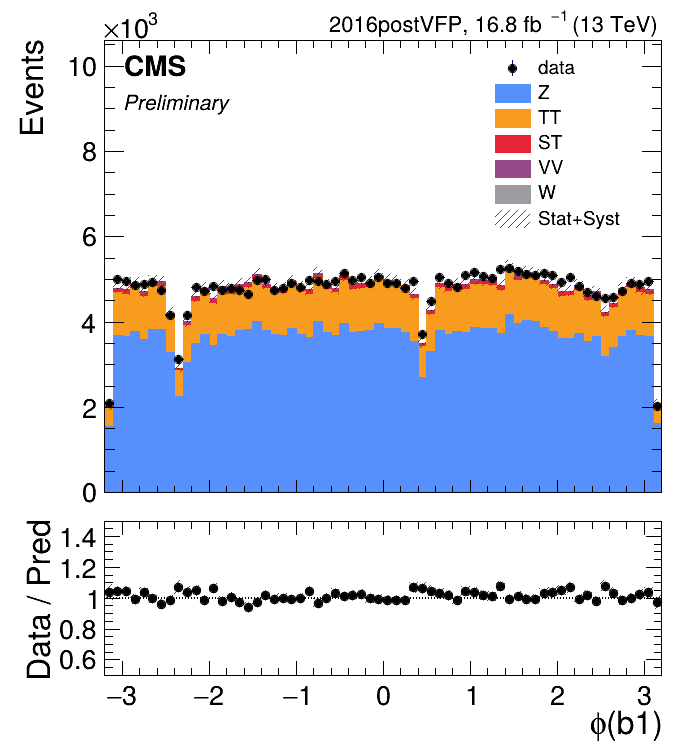 ×10³
2016postVFP, 16.8 fb ⁻¹ (13 TeV)
Events
10
8
6
4
2
0
CMS
Preliminary
data
Z
TT
ST
VV
W
Stat+Syst
Data / Pred
1.4
1.2
1
0.8
0.6
−3 −2 −1 0 1 2 3
ϕ(b1)